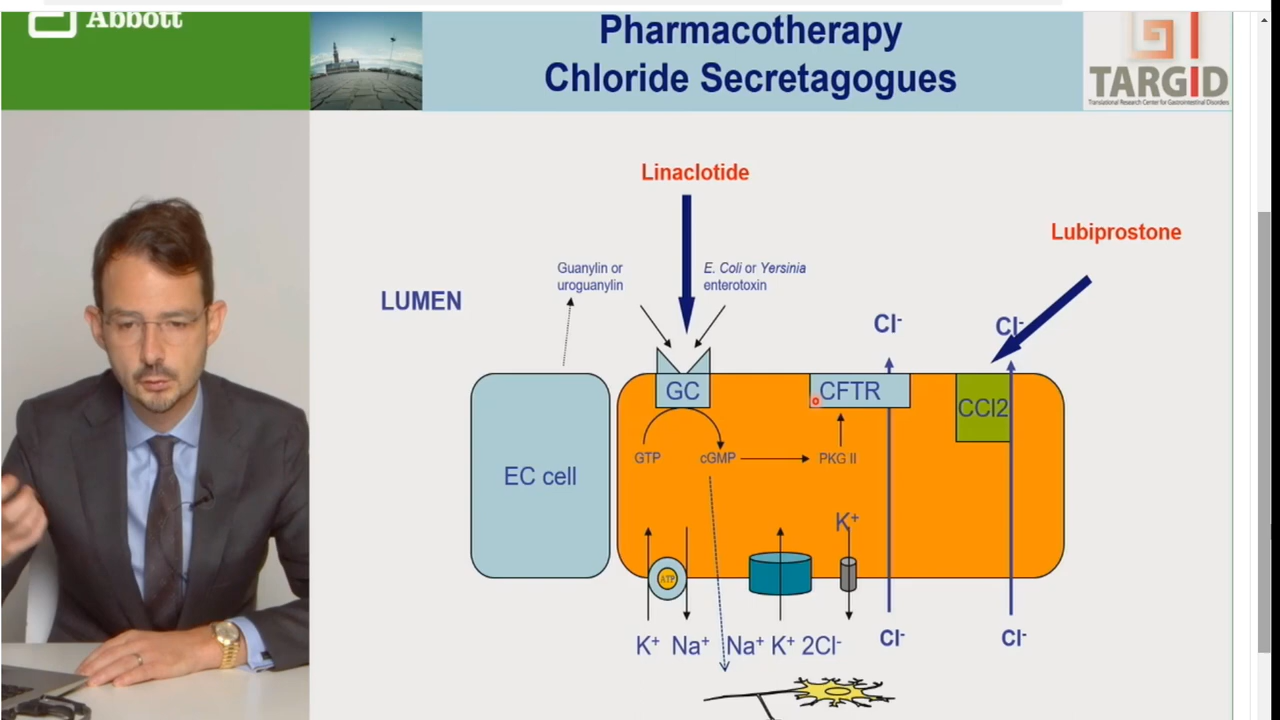 Abbott
Pharmacotherapy
Chloride Secretagogues
TARGID
Translational Research Center for Gastrointestinal Disorders
Linaclotide
Lubiprostone
Guanylin or
uroguanylin
E. Coli or Yersinia
enterotoxin
LUMEN
Cl-
Cl-
GC
CFTR
CCl2
GTP
cGMP
PKG II
EC cell
K+
ATP
K+ Na+ Na+ K+ 2Cl-
Cl-
Cl-